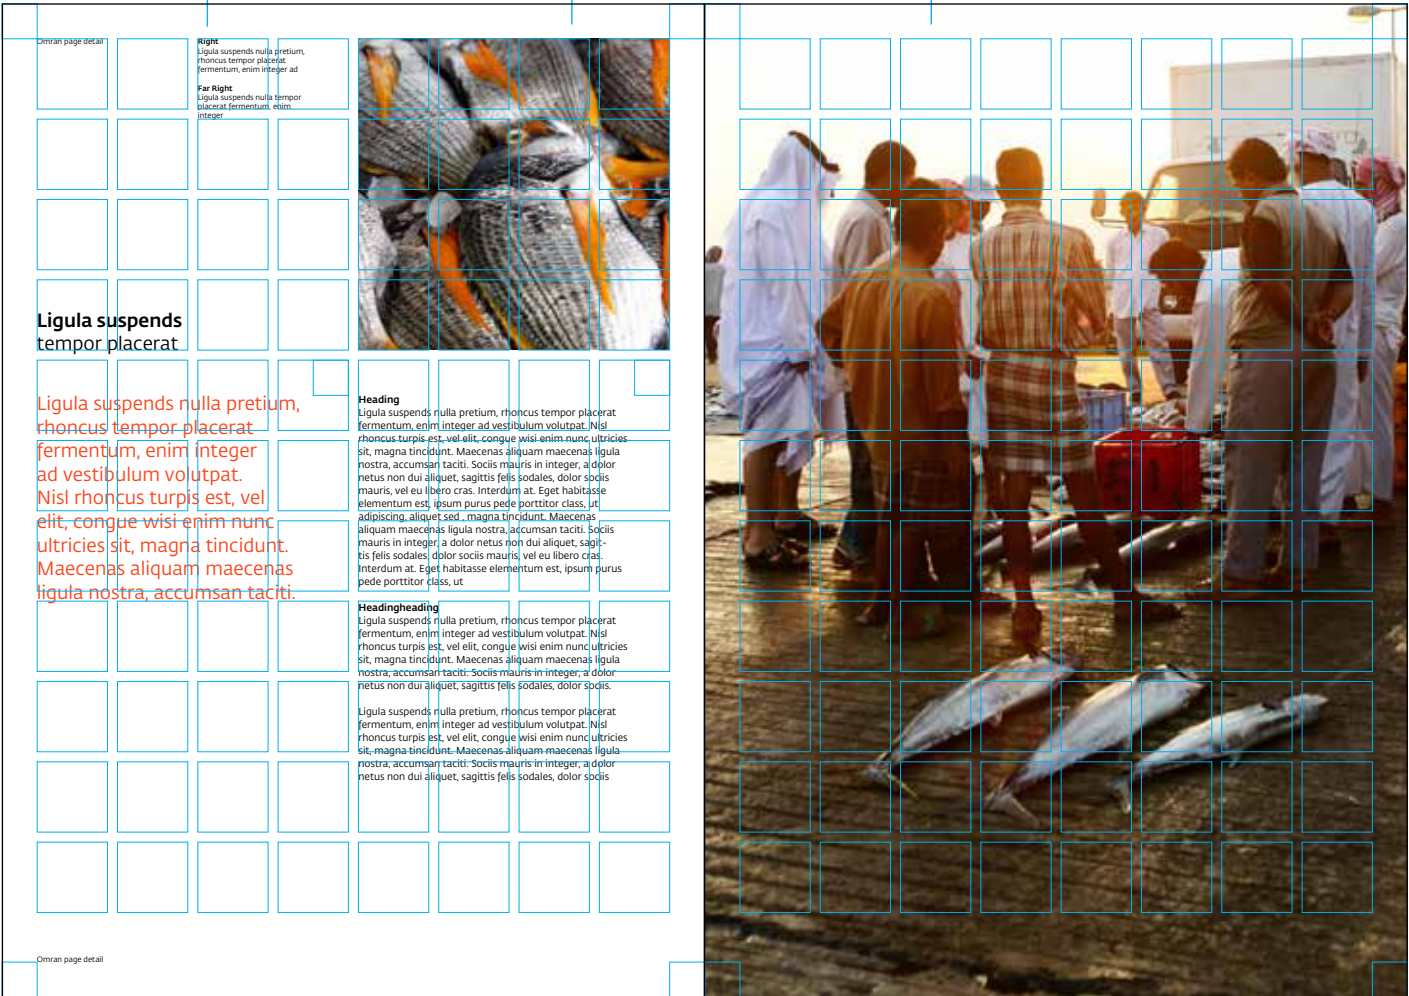 Omran page detail
Right
Ligula suspends nulla pretium,
rhoncus tempor placerat
fermentum, enim integer ad
Far Right
Ligula suspends nulla tempor
placerat fermentum, enim
integer
Ligula suspends
tempor placerat
Ligula suspends nulla pretium,
rhoncus tempor placerat
fermentum, enim integer
ad vestibulum volutpat.
Nisl rhoncus turpis est, vel
elit, congue wisi enim nunc
ultricies sit, magna tincidunt.
Maecenas aliquam maecenas
ligula nostra, accumsan taciti.
Heading
Ligula suspends nulla pretium, rhoncus tempor placerat
fermentum, enim integer ad vestibulum volutpat. Nisl
rhoncus turpis est, vel elit, congue wisi enim nunc ultricies
sit, magna tincidunt. Maecenas aliquam maecenas ligula
nostra, accumsan taciti. Sociis mauris in integer, a dolor
netus non dui aliquet, sagittis felis sodales, dolor sociis
mauris, vel eu libero cras. Interdum at. Eget habitasse
elementum est, ipsum purus pede porttitor class, ut
adipiscing, aliquet sed , magna tincidunt. Maecenas
aliquam maecenas ligula nostra, accumsan taciti. Sociis
mauris in integer, a dolor netus non dui aliquet, sagit-
tis felis sodales, dolor sociis mauris, vel eu libero cras.
Interdum at. Eget habitasse elementum est, ipsum purus
pede porttitor class, ut
Headingheading
Ligula suspends nulla pretium, rhoncus tempor placerat
fermentum, enim integer ad vestibulum volutpat. Nisl
rhoncus turpis est, vel elit, congue wisi enim nunc ultricies
sit, magna tincidunt. Maecenas aliquam maecenas ligula
nostra, accumsan taciti. Sociis mauris in integer, a dolor
netus non dui aliquet, sagittis felis sodales, dolor sociis.
Ligula suspends nulla pretium, rhoncus tempor placerat
fermentum, enim integer ad vestibulum volutpat. Nisl
rhoncus turpis est, vel elit, congue wisi enim nunc ultricies
sit, magna tincidunt. Maecenas aliquam maecenas ligula
nostra, accumsan taciti. Sociis mauris in integer, a dolor
netus non dui aliquet, sagittis felis sodales, dolor sociis
Omran page detail